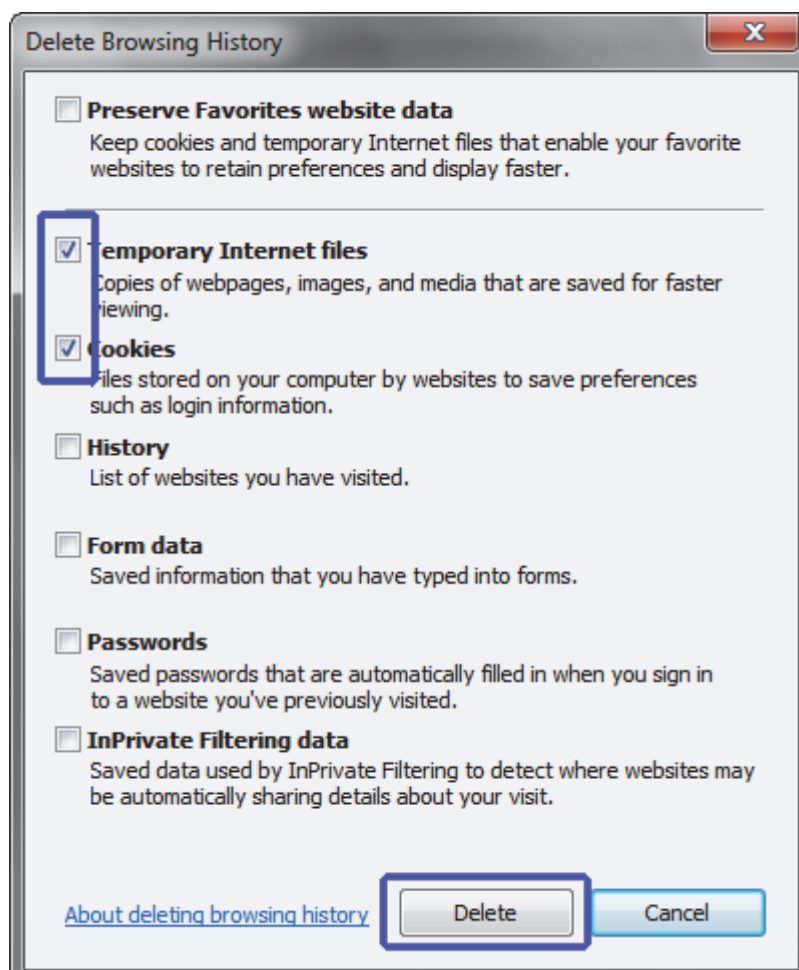 Delete Browsing History
Preserve Favorites website data
Keep cookies and temporary Internet files that enable your favorite
websites to retain preferences and display faster.
Temporary Internet files
Copies of webpages, images, and media that are saved for faster
viewing.
Cookies
Files stored on your computer by websites to save preferences
such as login information.
History
List of websites you have visited.
Form data
Saved information that you have typed into forms.
Passwords
Saved passwords that are automatically filled in when you sign in
to a website you've previously visited.
InPrivate Filtering data
Saved data used by InPrivate Filtering to detect where websites may
be automatically sharing details about your visit.
About deleting browsing history
Delete
Cancel